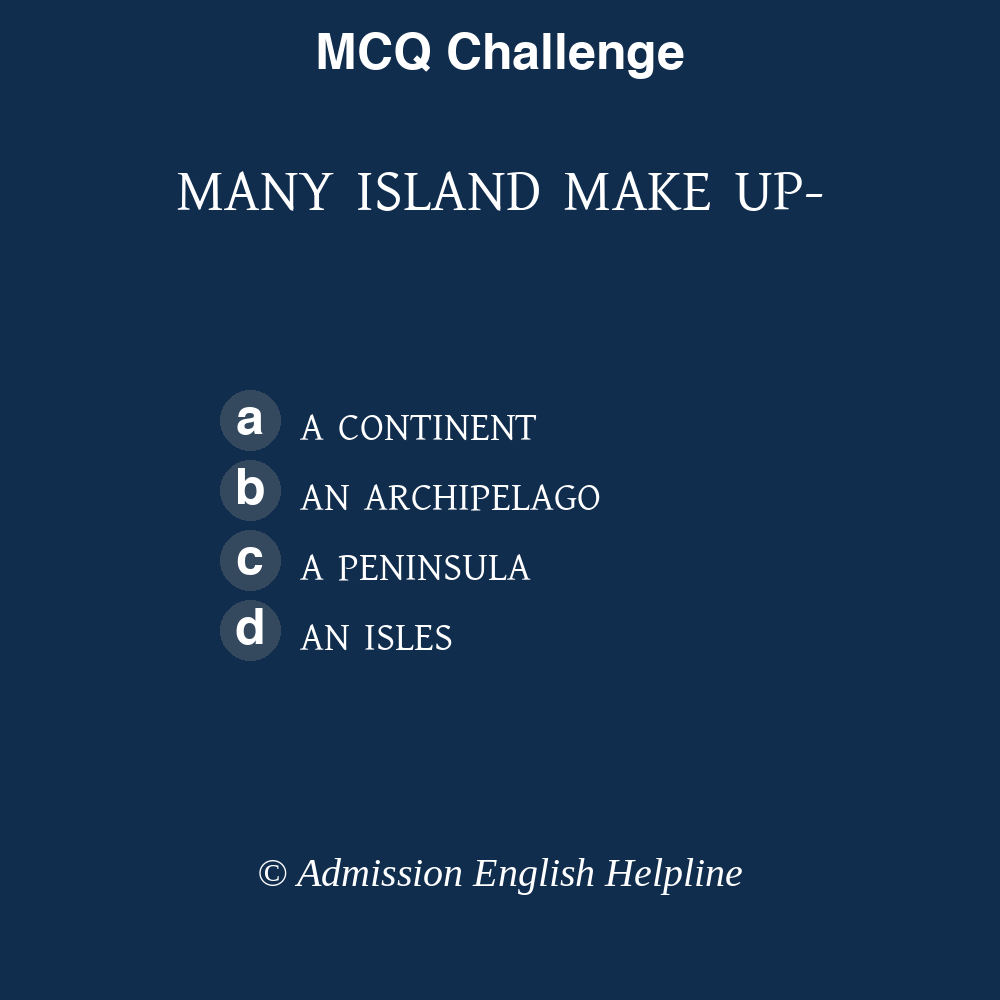 MCQ Challenge
MANY ISLAND MAKE UP-
a A CONTINENT
b AN ARCHIPELAGO
c A PENINSULA
d AN ISLES
© Admission English Helpline